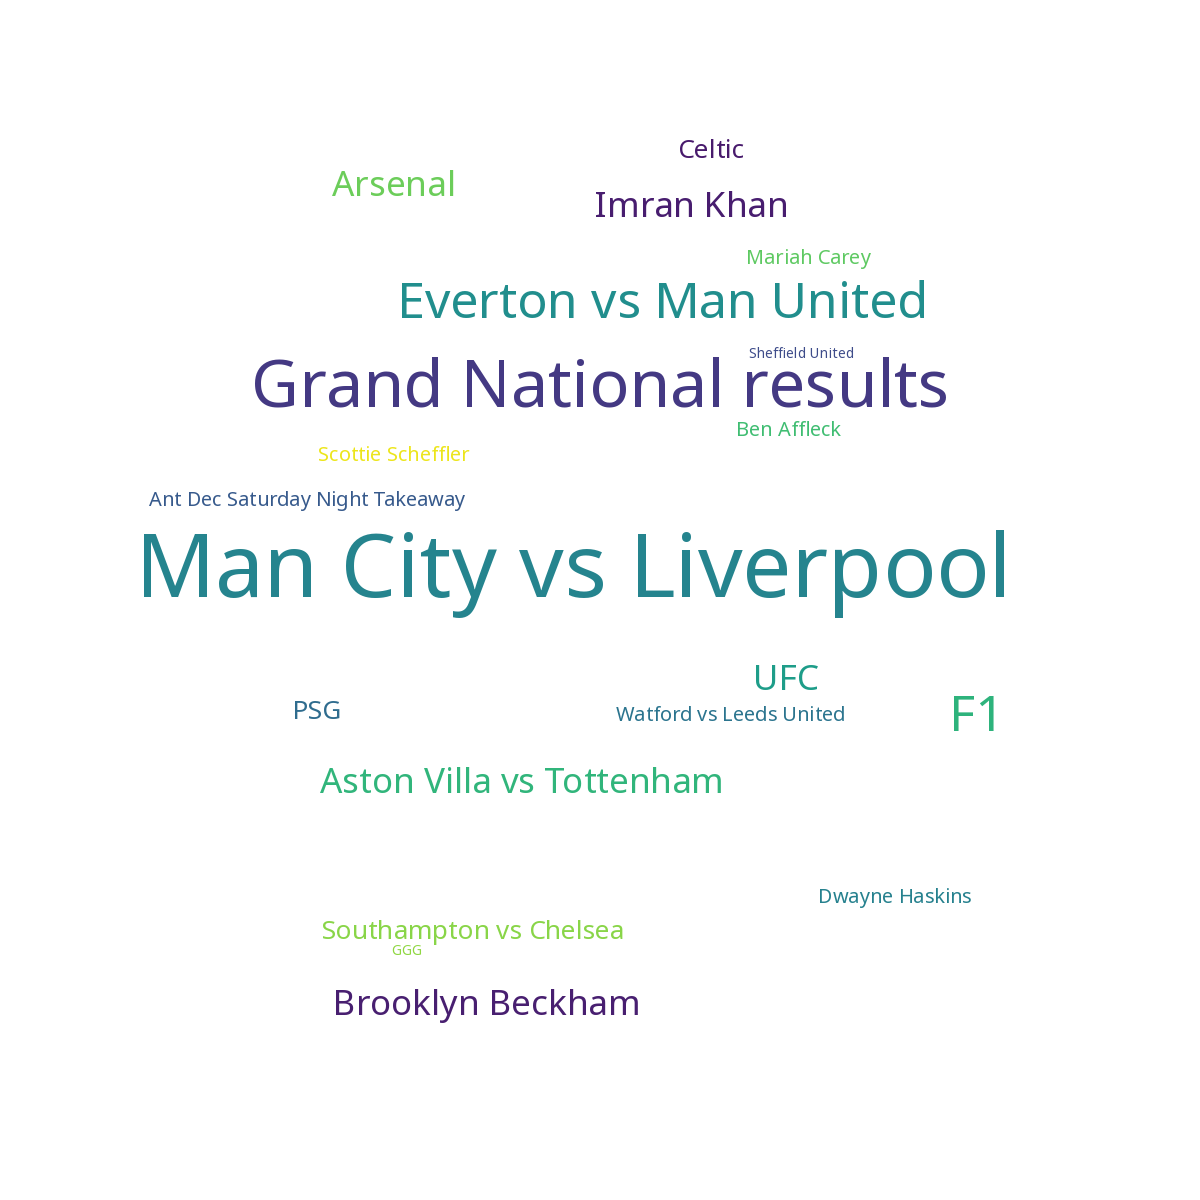 Celtic
Arsenal
Imran Khan
Mariah Carey
Everton vs Man United
Sheffield United
Grand National results
Ben Affleck
Scottie Scheffler
Ant Dec Saturday Night Takeaway
Man City vs Liverpool
UFC
PSG
Watford vs Leeds United
F1
Aston Villa vs Tottenham
Dwayne Haskins
Southampton vs Chelsea
GGG
Brooklyn Beckham